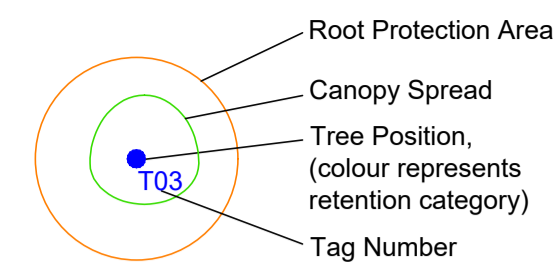 Root Protection Area
Canopy Spread
Tree Position,
(colour represents
retention category)
T03
Tag Number